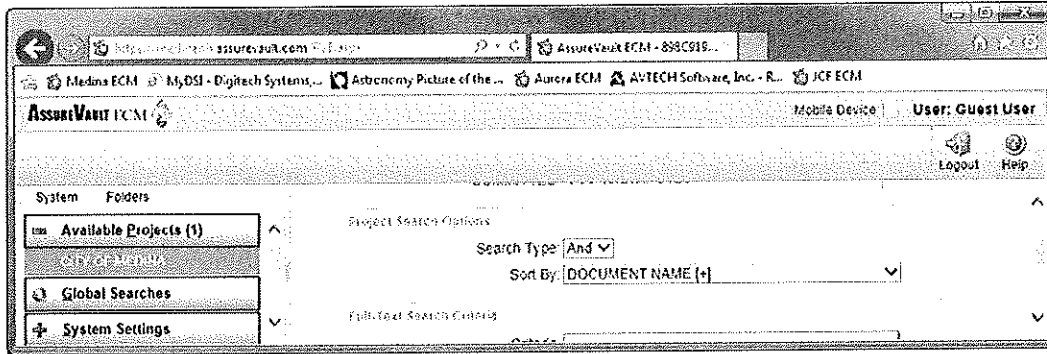 assurevault.com
AssureVault ECM - 898C919...
Medina ECM MyDSI - Digitech Systems,... Astronomy Picture of the ... Aurora ECM AVTECH Software, Inc. - R... JCF ECM
ASSUREVAULT ECM Mobile Device User: Guest User
Logout Help
System Folders
Available Projects (1)
CITY OF MEDINA
Global Searches
System Settings
Project Search Options
Search Type: And
Sort By: DOCUMENT NAME [+]
Full-Text Search Criteria